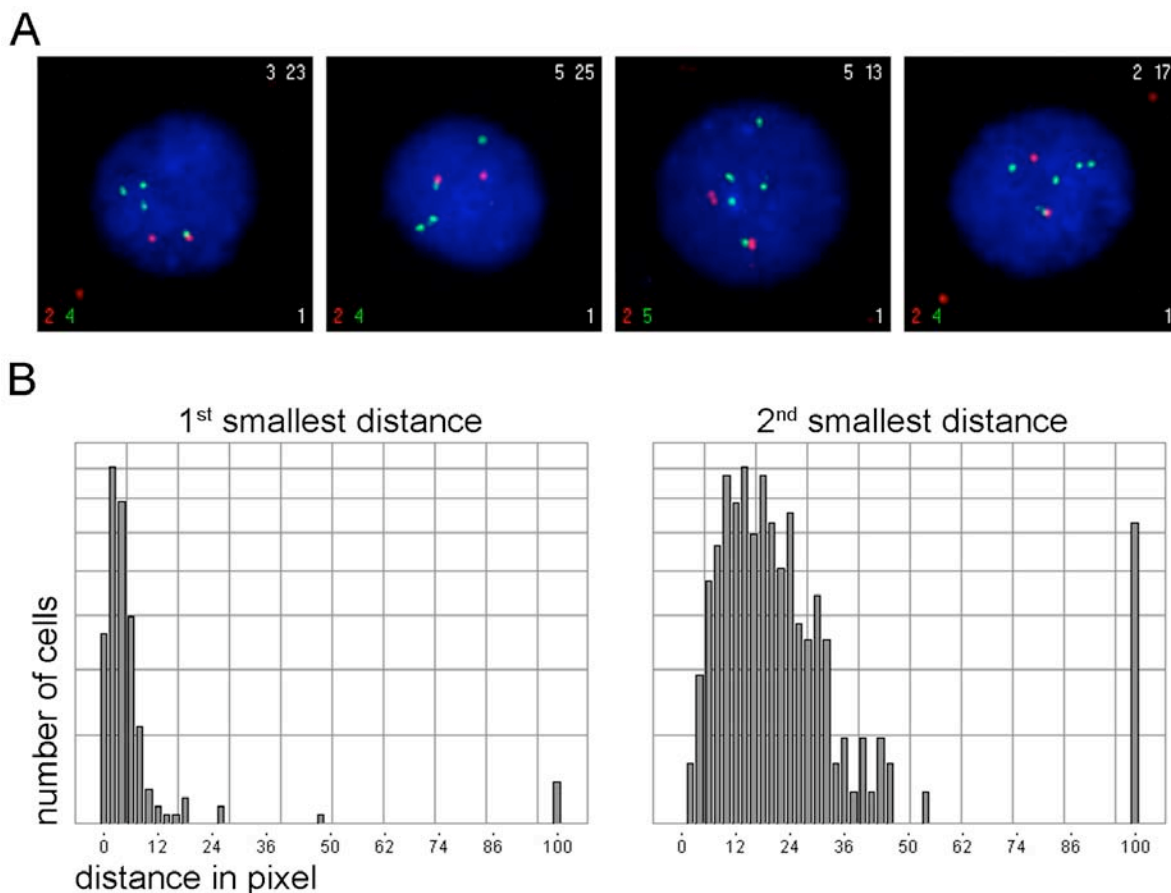 A
3 23
2 4
1
5 25
2 4
1
5 13
2 5
1
2 17
2 4
1
B
1st smallest distance
2nd smallest distance
number of cells
0 12 24 36 50 62 74 86 100
0 12 24 36 50 62 74 86 100
distance in pixel